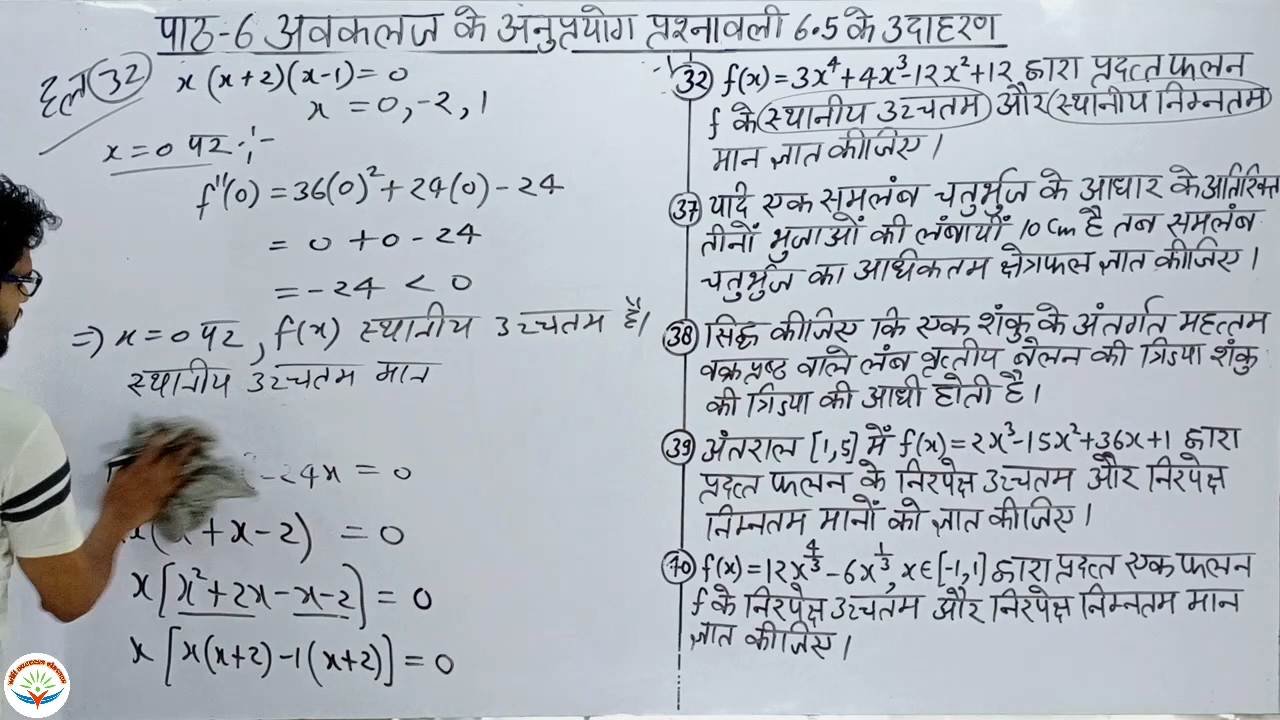 पाठ-6 अवकलज के अनुप्रयोग प्रश्नावली 6.5 के उदाहरण
हल (32) x(x+2)(x-1)=0
x = 0, -2, 1
x = 0 पर :-
f''(0) = 36(0)² + 24(0) - 24
= 0 + 0 - 24
= -24 < 0
⇒ x = 0 पर, f(x) स्थानीय उच्चतम है।
स्थानीय उच्चतम मान
-24x = 0
+x-2) = 0
x[x²+2x-x-2] = 0
x[x(x+2)-1(x+2)] = 0
(32) f(x) = 3x⁴+4x³-12x²+12 द्वारा प्रदत्त फलन
f के स्थानीय उच्चतम और स्थानीय निम्नतम
मान ज्ञात कीजिए।
(37) यदि एक समलंब चतुर्भुज के आधार के अतिरिक्त
तीनों भुजाओं की लंबायीं 10 cm है तब समलंब
चतुर्भुज का अधिकतम क्षेत्रफल ज्ञात कीजिए।
(38) सिद्ध कीजिए कि एक शंकु के अंतर्गत महत्तम
वक्रपृष्ठ वाले लंब वृत्तीय बेलन की त्रिज्या शंकु
की त्रिज्या की आधी होती है।
(39) अंतराल [1,5] में f(x) = 2x³-15x²+36x+1 द्वारा
प्रदत्त फलन के निरपेक्ष उच्चतम और निरपेक्ष
निम्नतम मानों को ज्ञात कीजिए।
(70) f(x) = 12x^(4/3) - 6x^(1/3), x∈[-1,1] द्वारा प्रदत्त एक फलन
f के निरपेक्ष उच्चतम और निरपेक्ष निम्नतम मान
ज्ञात कीजिए।